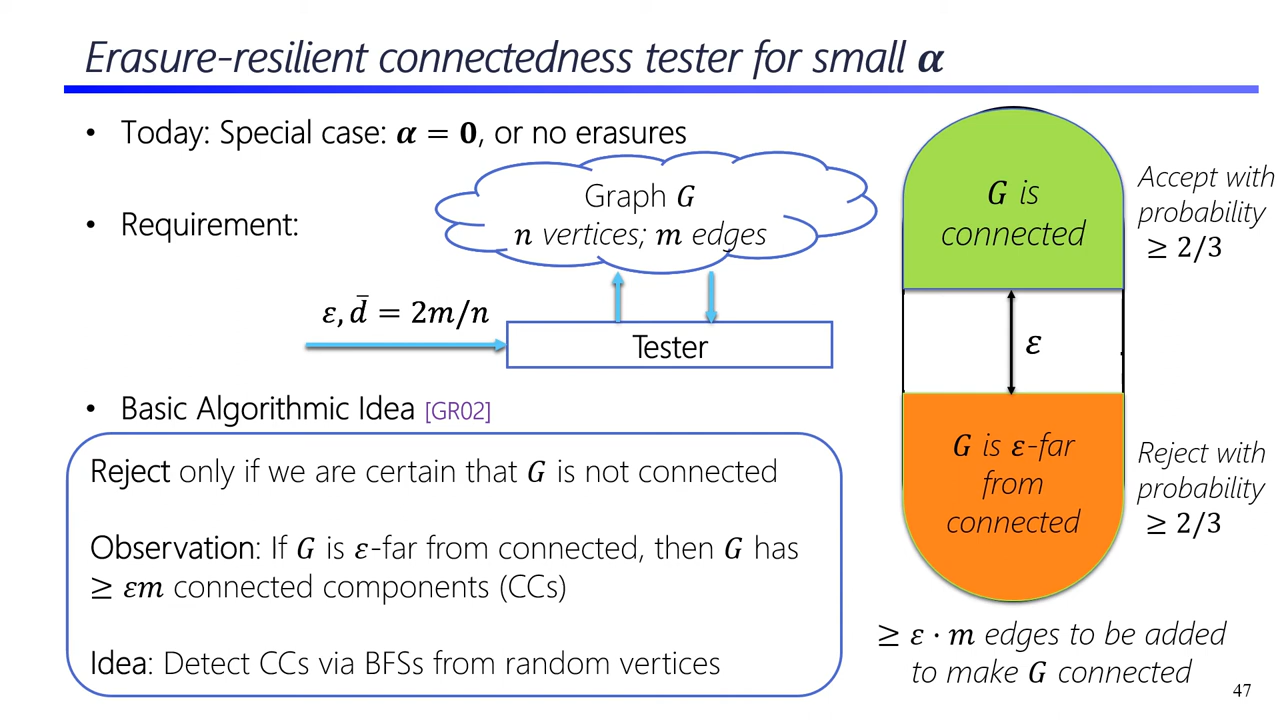 Erasure-resilient connectedness tester for small α
• Today: Special case: α = 0, or no erasures
• Requirement:
Graph G
n vertices; m edges
ε, d̄ = 2m/n
Tester
• Basic Algorithmic Idea [GR02]
Reject only if we are certain that G is not connected
Observation: If G is ε-far from connected, then G has
≥ εm connected components (CCs)
Idea: Detect CCs via BFSs from random vertices
G is
connected
Accept with
probability
≥ 2/3
ε
G is ε-far
from
connected
Reject with
probability
≥ 2/3
≥ ε · m edges to be added
to make G connected
47